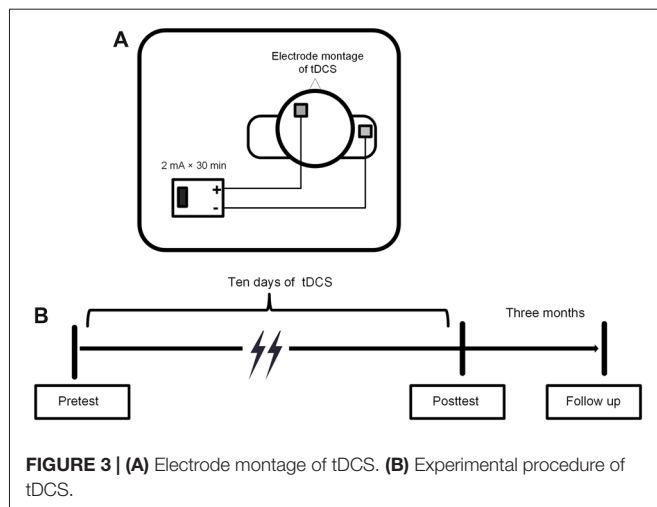 A
Electrode montage
of tDCS
2 mA × 30 min
+
-
Ten days of tDCS
B
Three months
Pretest
Posttest
Follow up
FIGURE 3 | (A) Electrode montage of tDCS. (B) Experimental procedure of
tDCS.